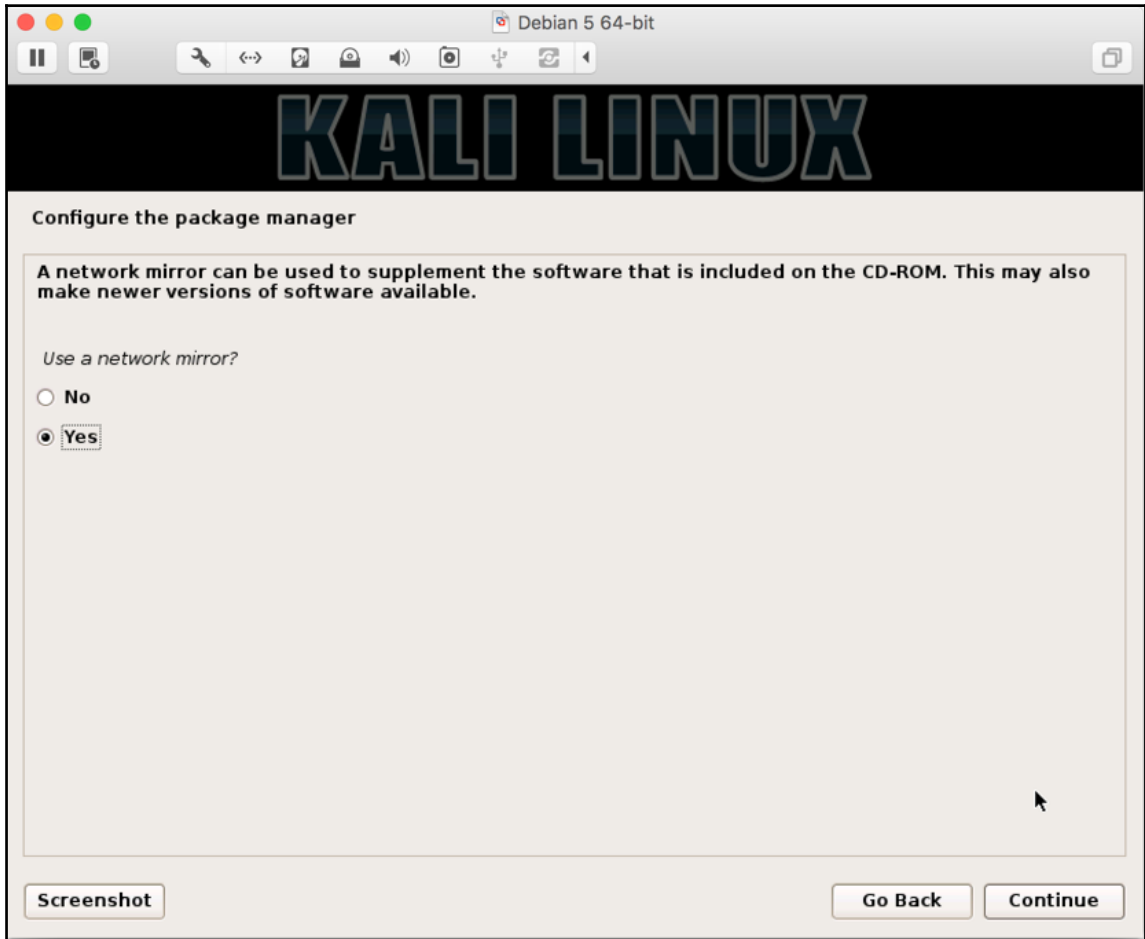 Debian 5 64-bit
KALI LINUX
Configure the package manager
A network mirror can be used to supplement the software that is included on the CD-ROM. This may also
make newer versions of software available.
Use a network mirror?
No
Yes
Screenshot
Go Back
Continue